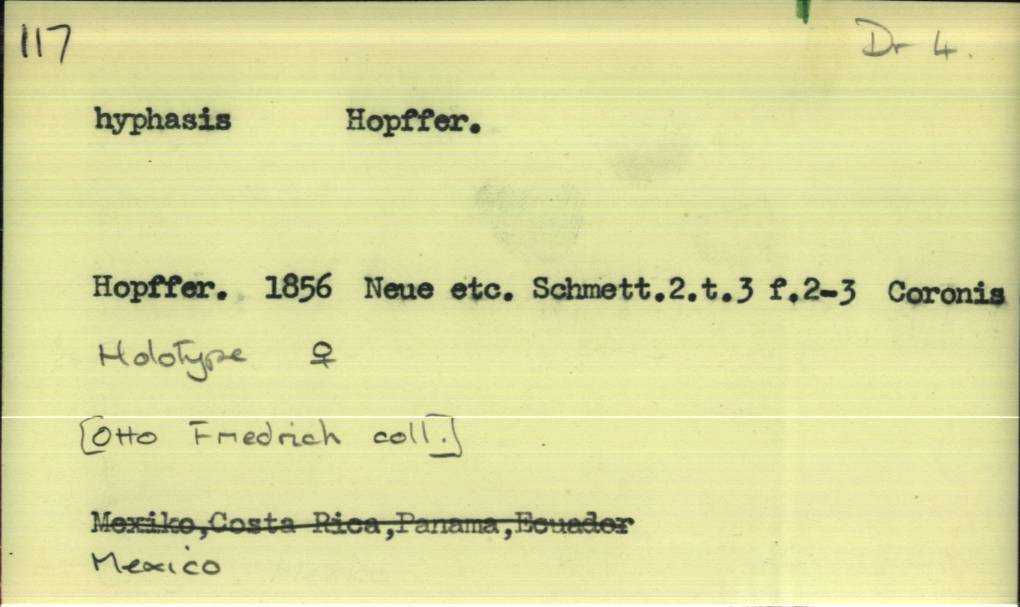 117 Dr 4.
hyphasis Hopffer.
Hopffer. 1856 Neue etc. Schmett.2.t.3 f.2-3 Coronis
Holotype ♀
[Otto Friedrich coll.]
Mexiko,Costa Rica,Panama,Ecuador
Mexico